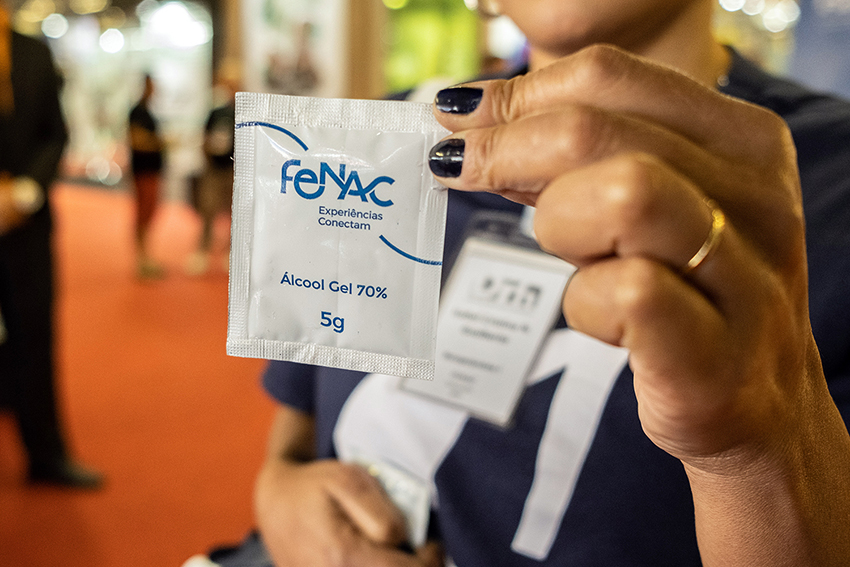 FENAC
Experiências
Conectam
Álcool Gel 70%
5g